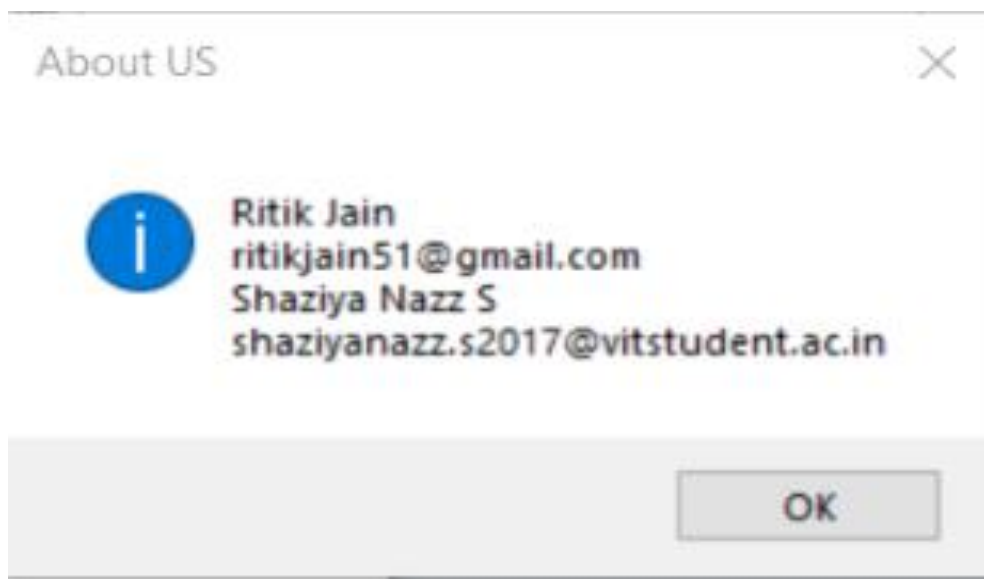 About US
Ritik Jain
ritikjain51@gmail.com
Shaziya Nazz S
shaziyanazz.s2017@vitstudent.ac.in
OK